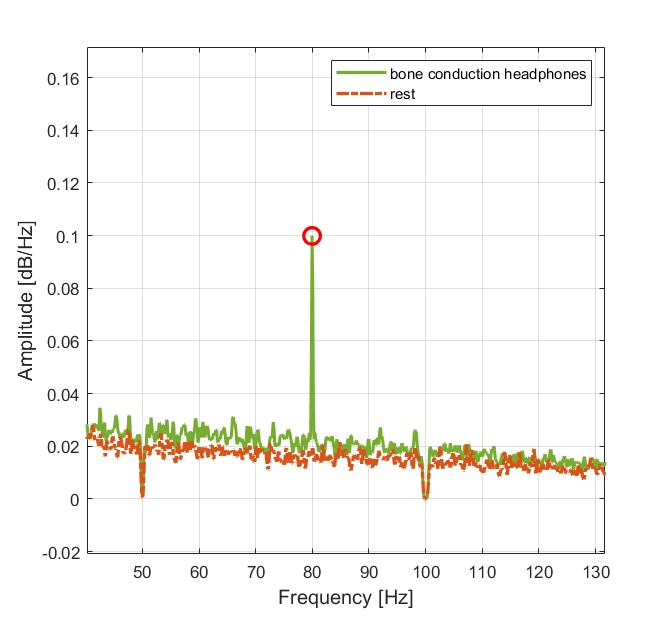 bone conduction headphones
rest
0.16
0.14
0.12
0.1
0.08
0.06
0.04
0.02
0
-0.02
Amplitude [dB/Hz]
50 60 70 80 90 100 110 120 130
Frequency [Hz]